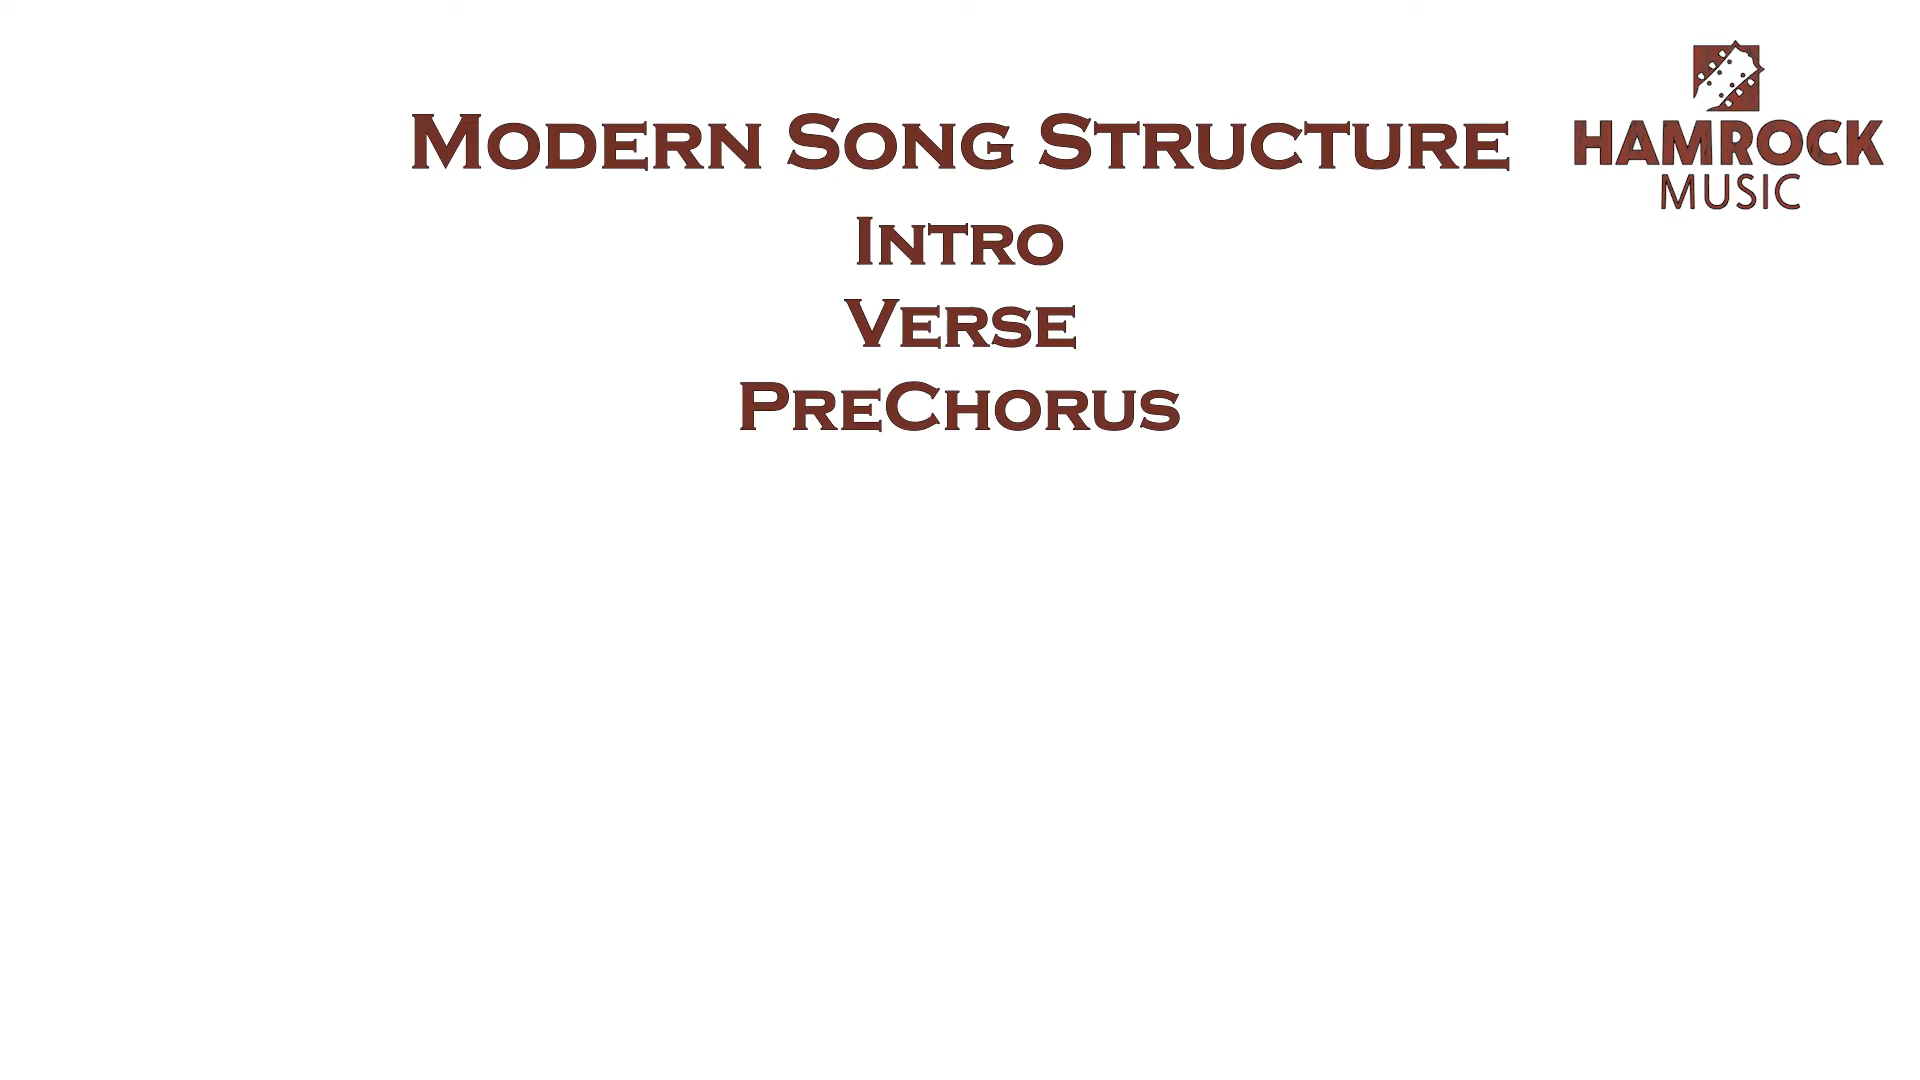 Modern Song Structure
HAMROCK
MUSIC
Intro
Verse
PreChorus